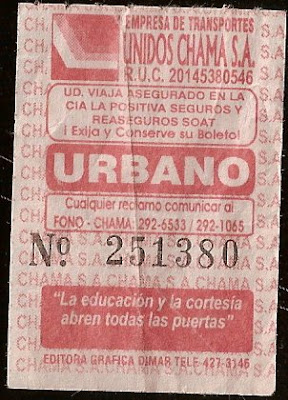 EMPRESA DE TRANSPORTES
UNIDOS CHAMA S.A.
R.U.C. 20145380546
UD. VIAJA ASEGURADO EN LA
CIA LA POSITIVA SEGUROS Y
REASEGUROS SOAT
¡ Exija y Conserve su Boleto!
URBANO
Cualquier reclamo comunicar al
FONO - CHAMA: 292-6533 / 292-1065
Nº 251380
"La educación y la cortesía
abren todas las puertas"
EDITORA GRAFICA DIMAR TELE 427-3145